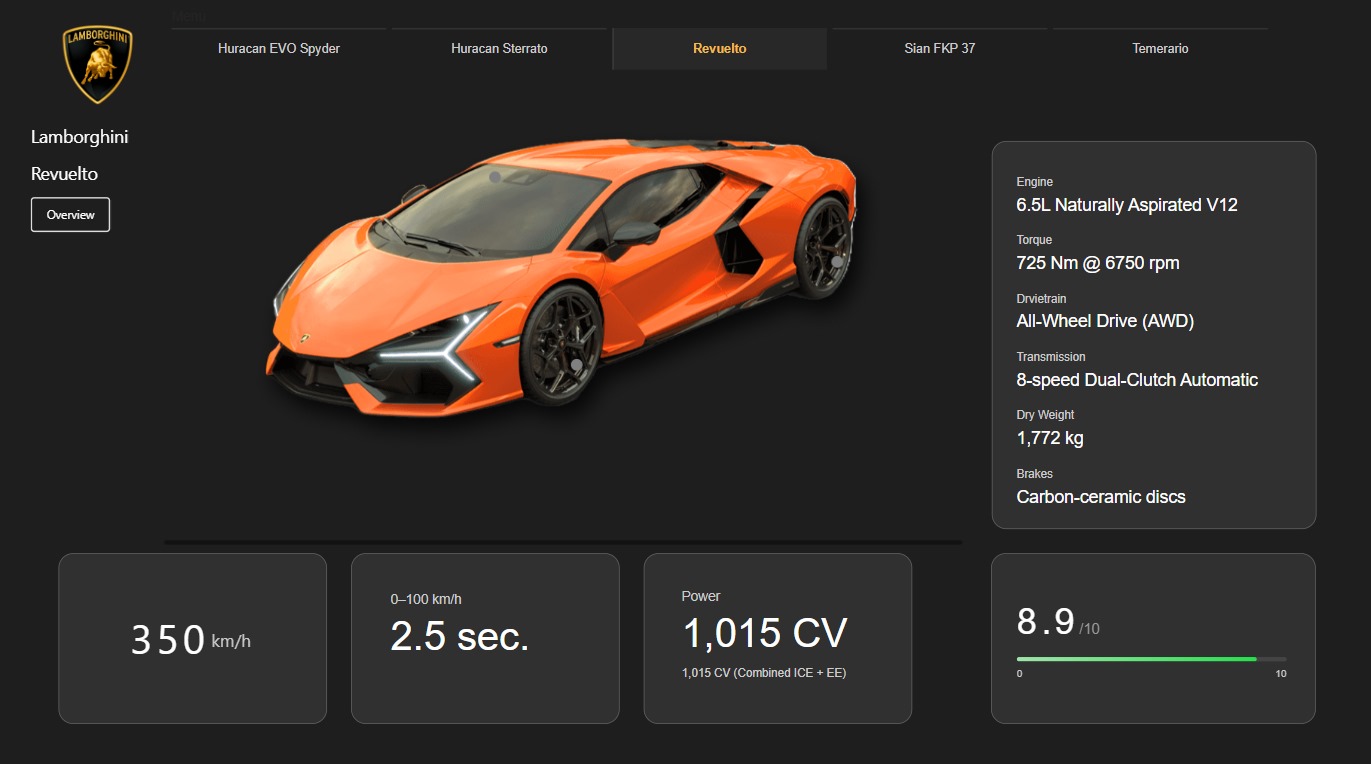 Menu
LAMBORGHINI
Huracan EVO Spyder
Huracan Sterrato
Revuelto
Sian FKP 37
Temerario
Lamborghini
Revuelto
Overview
Engine
6.5L Naturally Aspirated V12
Torque
725 Nm @ 6750 rpm
Drvietrain
All-Wheel Drive (AWD)
Transmission
8-speed Dual-Clutch Automatic
Dry Weight
1,772 kg
Brakes
Carbon-ceramic discs
350 km/h
0–100 km/h
2.5 sec.
Power
1,015 CV
1,015 CV (Combined ICE + EE)
8.9 /10
0 10